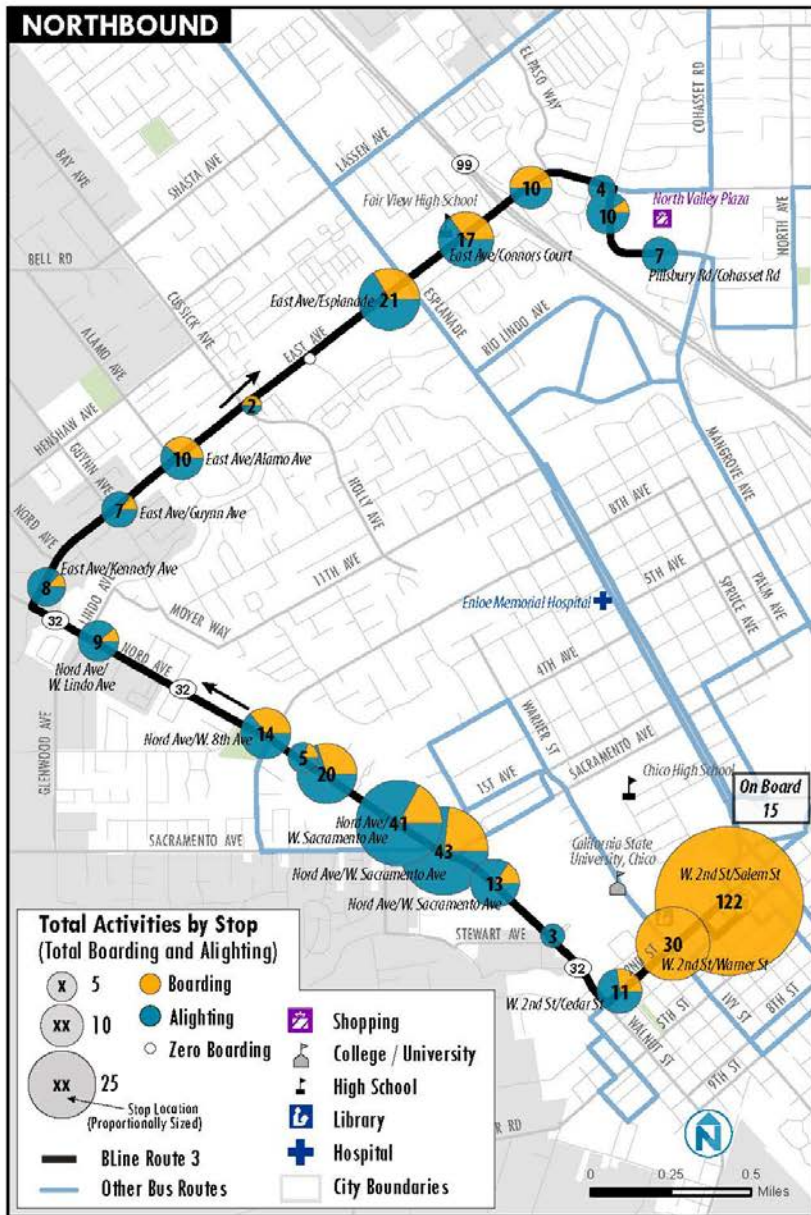 NORTHBOUND
EL PASO WAY
COHASSET RD
BAY AVE
SHASTA AVE
LASSEN AVE
99
Fair View High School
10
4
North Valley Plaza
10
NORTH AVE
17
East Ave/Connors Court
7
Pillsbury Rd/Cohasset Rd
BELL RD
CUSSICK AVE
East Ave/Esplanade
21
ESPLANADE
RIO LINDO AVE
ALAMO AVE
EAST AVE
HENSHAW AVE
2
GUYNN AVE
10
East Ave/Alamo Ave
MANGROVE AVE
NORD AVE
7
East Ave/Guynn Ave
HOLLY AVE
8TH AVE
11TH AVE
5TH AVE
East Ave/Kennedy Ave
8
LINDO AVE
SPRUCE AVE
PALM AVE
MOYER WAY
Enloe Memorial Hospital
32
9
NORD AVE
Nord Ave/
W. Lindo Ave
4TH AVE
32
WARNER ST
SACRAMENTO AVE
GLENWOOD AVE
Nord Ave/W. 8th Ave
14
5
20
1ST AVE
Chico High School
On Board
15
SACRAMENTO AVE
Nord Ave/
W. Sacramento Ave
41
43
Nord Ave/W. Sacramento Ave
California State
University, Chico
W. 2nd St/Salem St
122
13
Nord Ave/W. Sacramento Ave
STEWART AVE
3
30
2ND ST
W. 2nd St/Warner St
32
W. 2nd St/Cedar St
11
5TH ST
IVY ST
8TH ST
WALNUT ST
9TH ST
Total Activities by Stop
(Total Boarding and Alighting)
x 5
xx 10
xx 25
Stop Location
(Proportionally Sized)
Boarding
Alighting
Zero Boarding
BLine Route 3
Other Bus Routes
Shopping
College / University
High School
Library
Hospital
City Boundaries
N
0 0.25 0.5
Miles